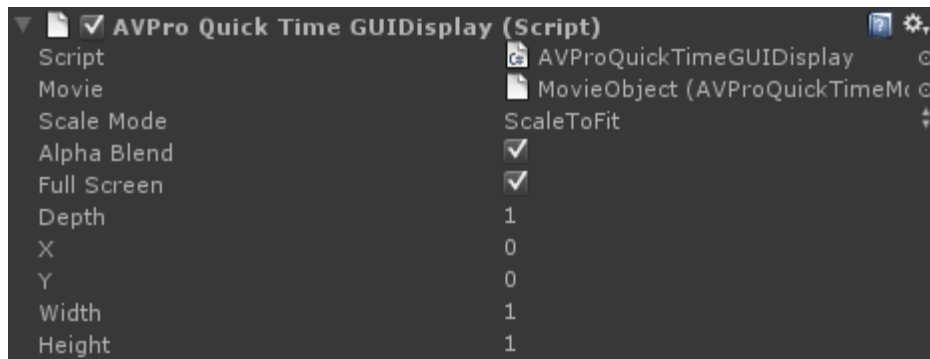 AVPro Quick Time GUIDisplay (Script)
Script AVProQuickTimeGUIDisplay
Movie MovieObject (AVProQuickTimeMo
Scale Mode ScaleToFit
Alpha Blend
Full Screen
Depth 1
X 0
Y 0
Width 1
Height 1